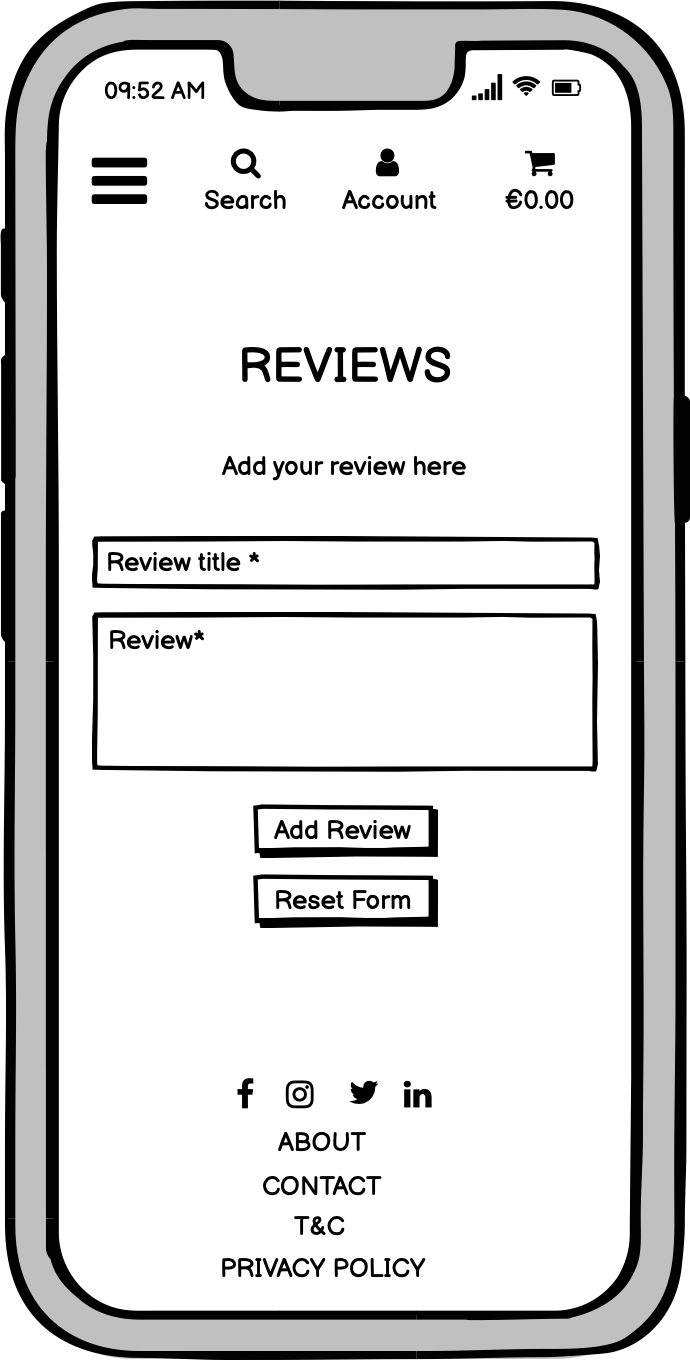 09:52 AM
Search Account €0.00
REVIEWS
Add your review here
Review title *
Review*
Add Review
Reset Form
ABOUT
CONTACT
T&C
PRIVACY POLICY